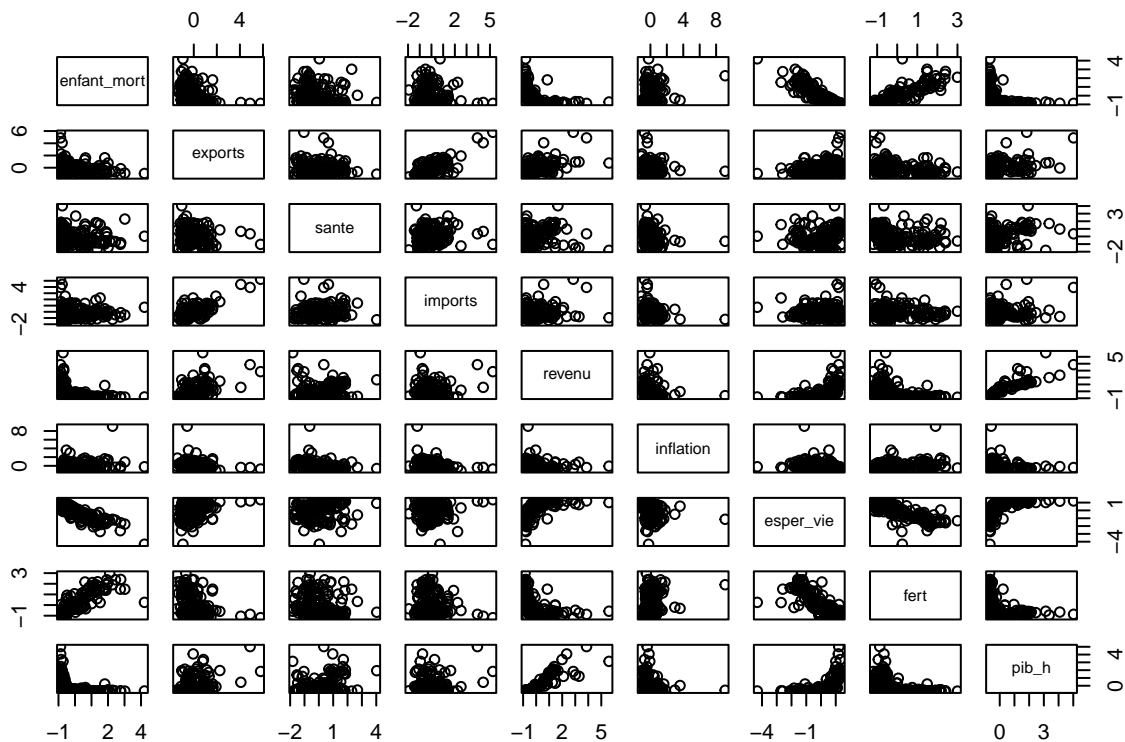 0 4 −2 2 5 0 4 8 −1 1 3
enfant_mort −1 4
0 6 exports
sante −2 3
−2 4 imports
revenu −1 5
0 8 inflation
esper_vie −4 1
−1 3 fert
pib_h 0 4
−1 2 4 −2 2 −1 2 5 −4 −1 0 3